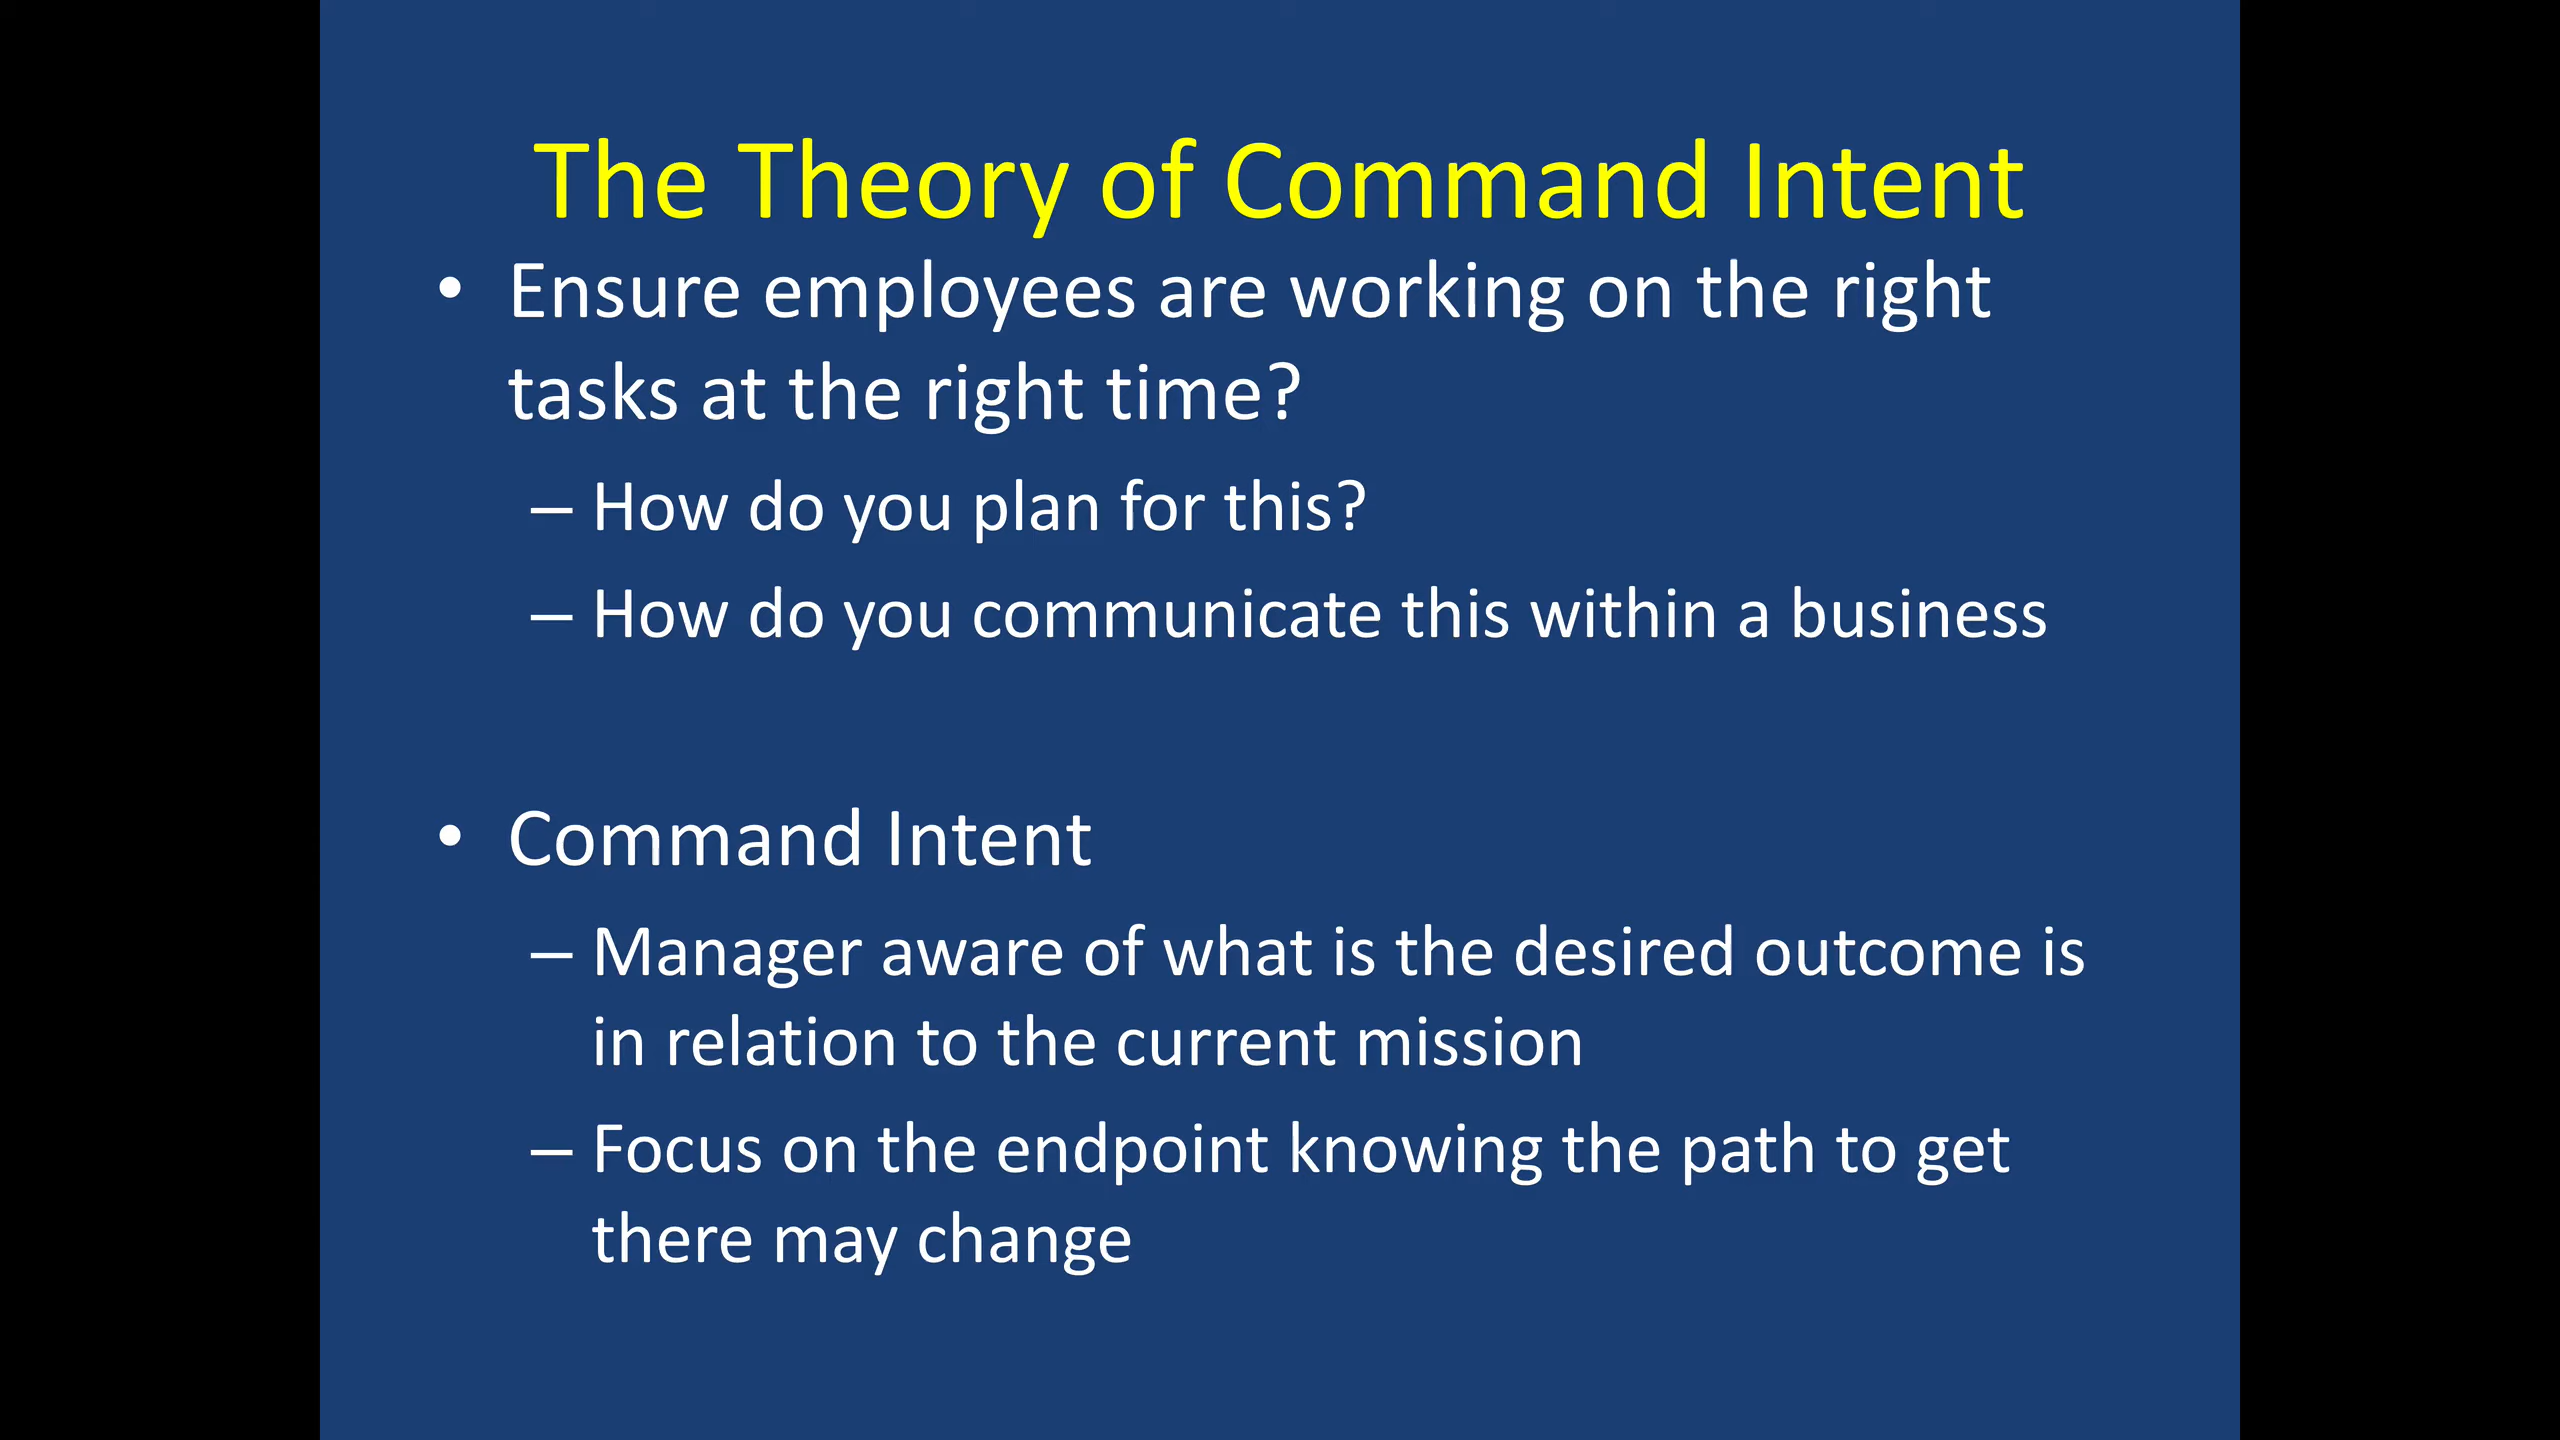 The Theory of Command Intent
• Ensure employees are working on the right
tasks at the right time?
– How do you plan for this?
– How do you communicate this within a business
• Command Intent
– Manager aware of what is the desired outcome is
in relation to the current mission
– Focus on the endpoint knowing the path to get
there may change